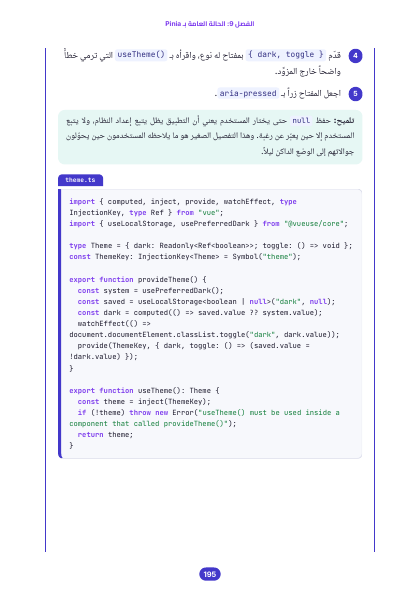 الفصل 9: الحالة العامة بـ Pinia
4 قدّم { dark, toggle } بمفتاح له نوع، واقرأه بـ useTheme() التي ترمي خطأً
واضحاً خارج المزوِّد.
5 اجعل المفتاح زراً بـ aria-pressed .
تلميح: حفظ null حتى يختار المستخدم يعني أن التطبيق يظل يتبع إعداد النظام، ولا يتبع
المستخدم إلا حين يعبّر عن رغبة. وهذا التفصيل الصغير هو ما يلاحظه المستخدمون حين يحوّلون
جوالاتهم إلى الوضع الداكن ليلاً.
theme.ts
import { computed, inject, provide, watchEffect, type
InjectionKey, type Ref } from "vue";
import { useLocalStorage, usePreferredDark } from "@vueuse/core";
type Theme = { dark: Readonly<Ref<boolean>>; toggle: () => void };
const ThemeKey: InjectionKey<Theme> = Symbol("theme");
export function provideTheme() {
const system = usePreferredDark();
const saved = useLocalStorage<boolean | null>("dark", null);
const dark = computed(() => saved.value ?? system.value);
watchEffect(() =>
document.documentElement.classList.toggle("dark", dark.value));
provide(ThemeKey, { dark, toggle: () => (saved.value =
!dark.value) });
}
export function useTheme(): Theme {
const theme = inject(ThemeKey);
if (!theme) throw new Error("useTheme() must be used inside a
component that called provideTheme()");
return theme;
}
195